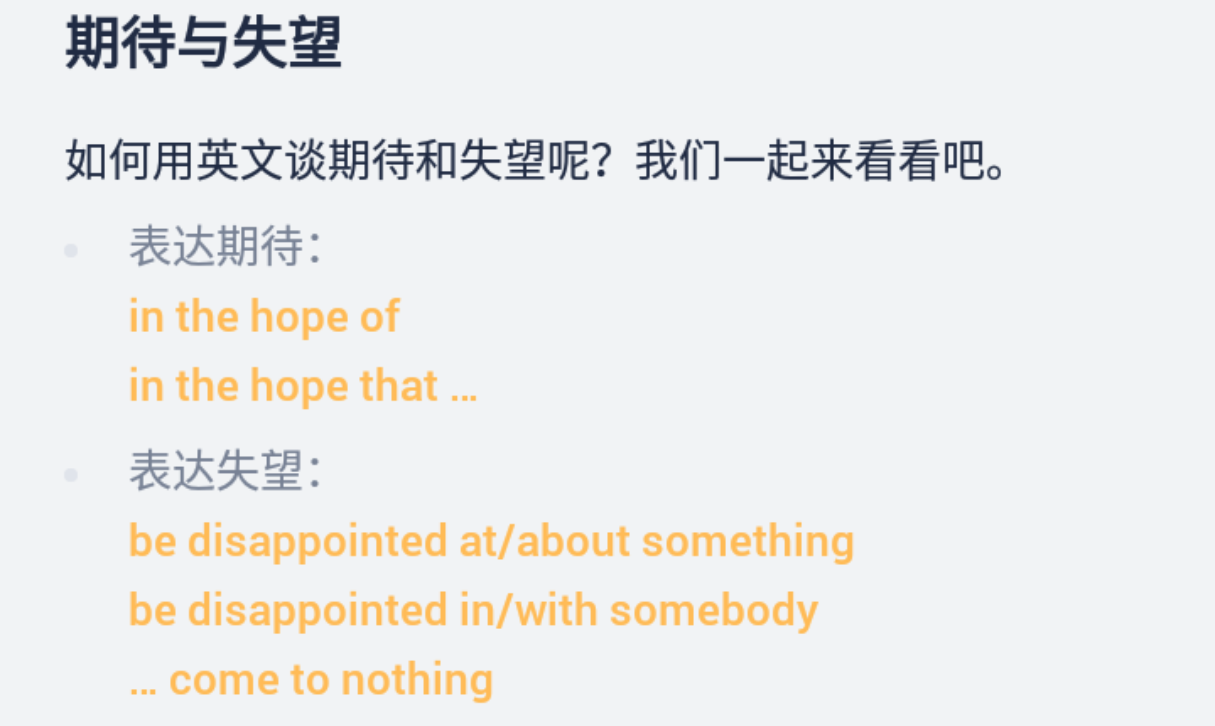 期待与失望
如何用英文谈期待和失望呢？我们一起来看看吧。
表达期待：
in the hope of
in the hope that ...
表达失望：
be disappointed at/about something
be disappointed in/with somebody
... come to nothing